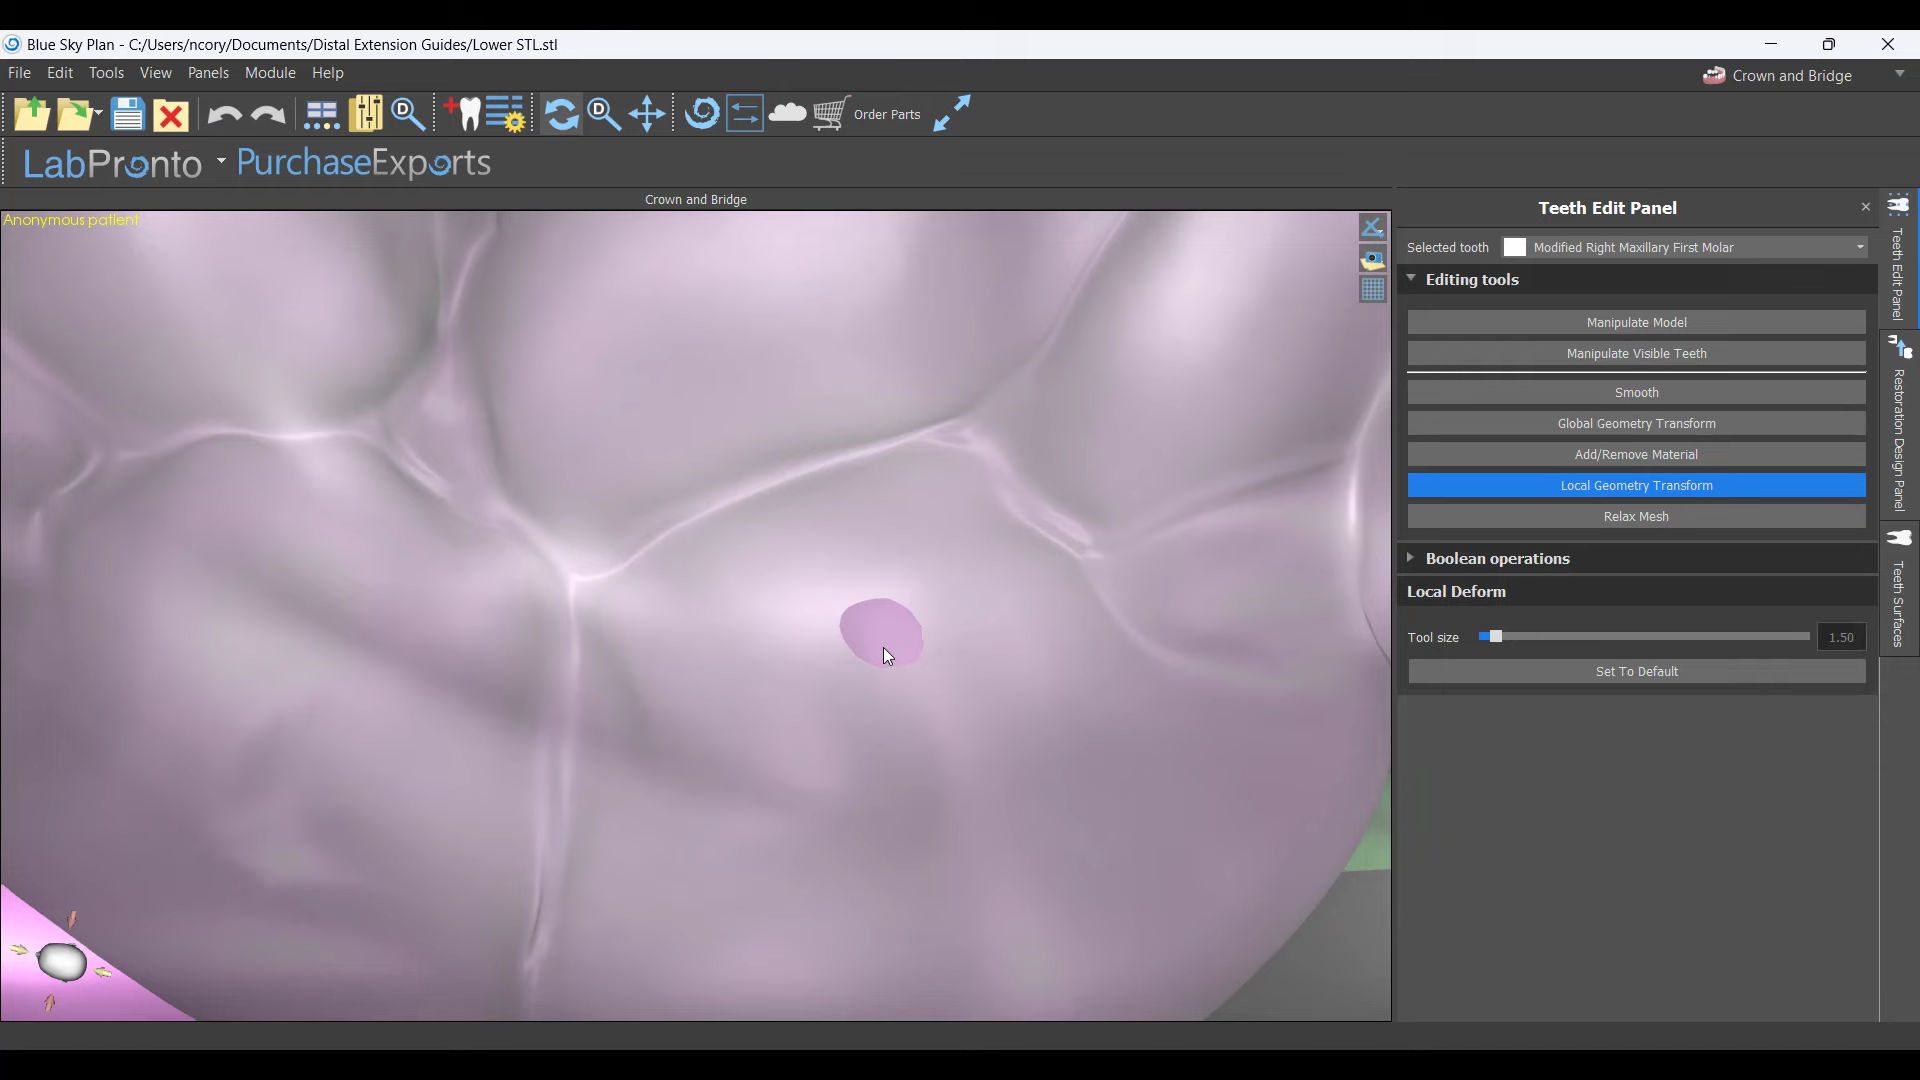 Blue Sky Plan - C:/Users/ncory/Documents/Distal Extension Guides/Lower STL.stl
File Edit Tools View Panels Module Help
Crown and Bridge
Order Parts
LabPronto PurchaseExports
Crown and Bridge
Anonymous patient
Teeth Edit Panel
Selected tooth Modified Right Maxillary First Molar
Editing tools
Manipulate Model
Manipulate Visible Teeth
Smooth
Global Geometry Transform
Add/Remove Material
Local Geometry Transform
Relax Mesh
Boolean operations
Local Deform
Tool size 1.50
Set To Default
Teeth Edit Panel
Restoration Design Panel
Teeth Surfaces